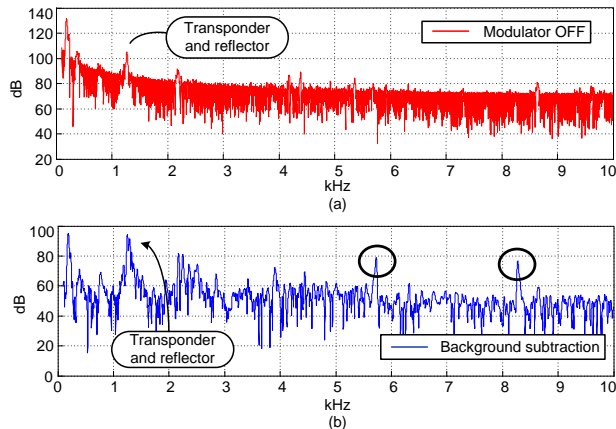 140
120
100
80
60
40
20
dB
Transponder
and reflector
Modulator OFF
0 1 2 3 4 5 6 7 8 9 10
kHz
(a)
100
80
60
40
20
0
dB
Transponder
and reflector
Background subtraction
0 1 2 3 4 5 6 7 8 9 10
kHz
(b)